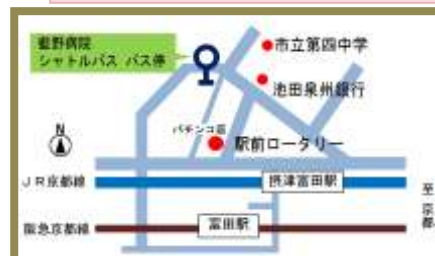 藍野病院
シャトルバス バス停
市立第四中学
池田泉州銀行
パチンコ店
駅前ロータリー
N
JR京都線
摂津富田駅
至 京都
阪急京都線
富田駅